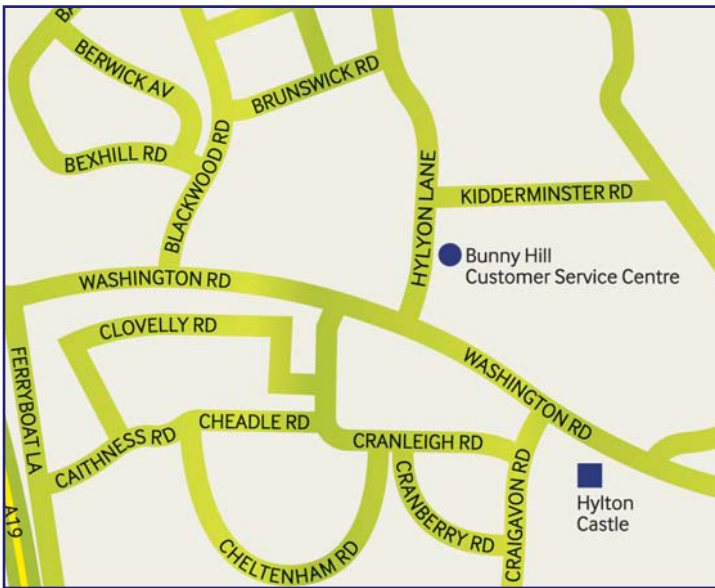 BERWICK AV
BRUNSWICK RD
BEXHILL RD
BLACKWOOD RD
HYLYON LANE
KIDDERMINSTER RD
Bunny Hill
Customer Service Centre
WASHINGTON RD
CLOVELLY RD
WASHINGTON RD
FERRYBOAT LA
CHEADLE RD
CAITHNESS RD
CRANLEIGH RD
CRANBERRY RD
CRAIGAVON RD
Hylton
Castle
A19
CHELTENHAM RD